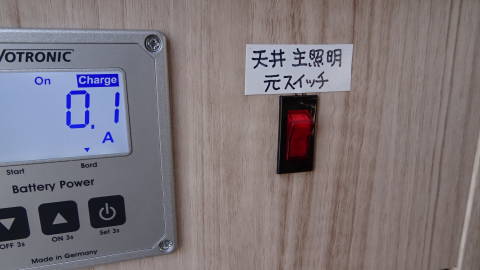 VOTRONIC
On Charge
0.1
A
Start Bord
Battery Power
OFF 3s ON 3s Set 3s
Made in Germany
天井 主照明
元スイッチ